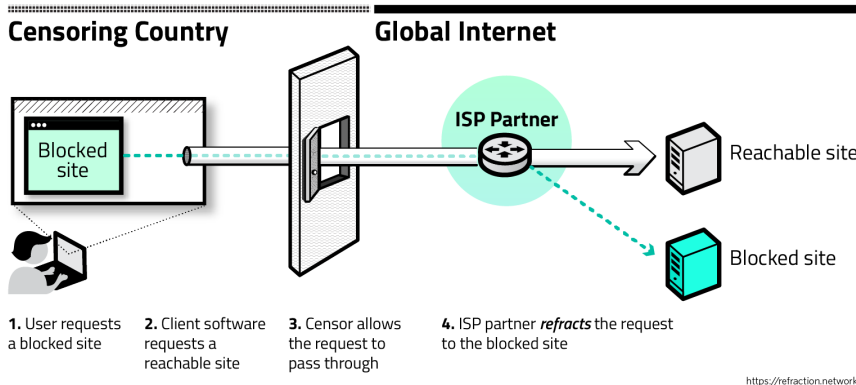 Censoring Country
Global Internet
Blocked
site
ISP Partner
Reachable site
Blocked site
1. User requests
a blocked site
2. Client software
requests a
reachable site
3. Censor allows
the request to
pass through
4. ISP partner refracts the request
to the blocked site
https://refraction.network